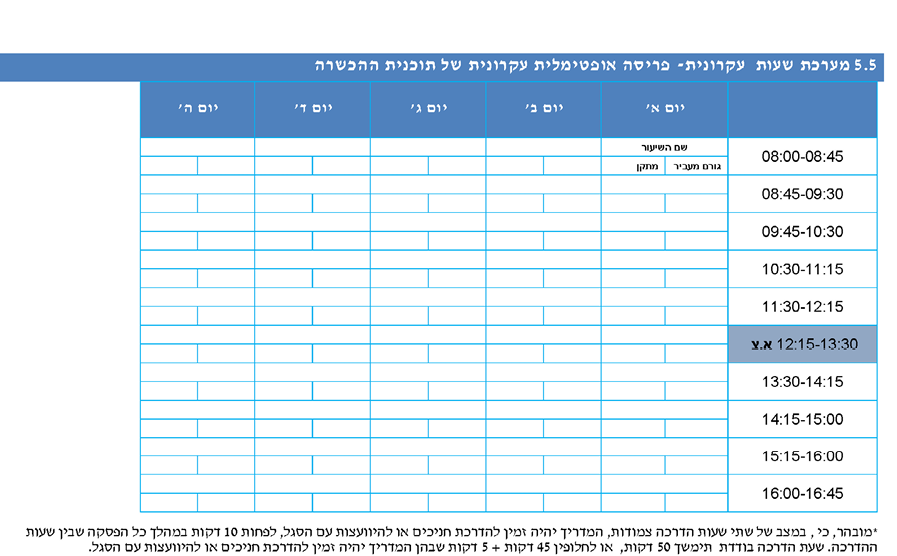 5.5 מערכת שעות עקרונית- פריסה אופטימלית עקרונית של תוכנית ההכשרה
יום א' יום ב' יום ג' יום ד' יום ה'
08:00-08:45 שם השיעור
גורם מעביר מתקן
08:45-09:30
09:45-10:30
10:30-11:15
11:30-12:15
12:15-13:30 א.צ
13:30-14:15
14:15-15:00
15:15-16:00
16:00-16:45
*מובהר, כי , במצב של שתי שעות הדרכה צמודות, המדריך יהיה זמין להדרכת חניכים או להיוועצות עם הסגל, לפחות 10 דקות במהלך כל הפסקה שבין שעות
ההדרכה. שעת הדרכה בודדת תימשך 50 דקות, או לחלופין 45 דקות + 5 דקות שבהן המדריך יהיה זמין להדרכת חניכים או להיוועצות עם הסגל.